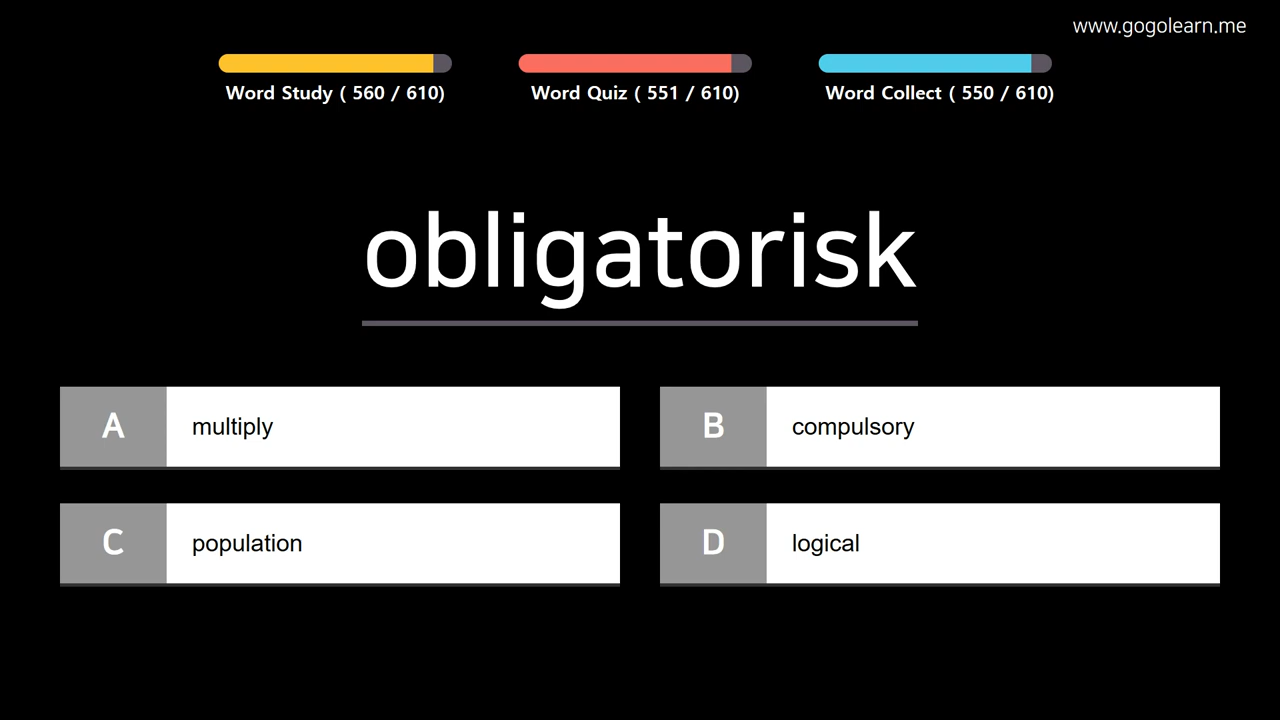 www.gogolearn.me
Word Study ( 560 / 610)
Word Quiz ( 551 / 610)
Word Collect ( 550 / 610)
obligatorisk
A
multiply
B
compulsory
C
population
D
logical